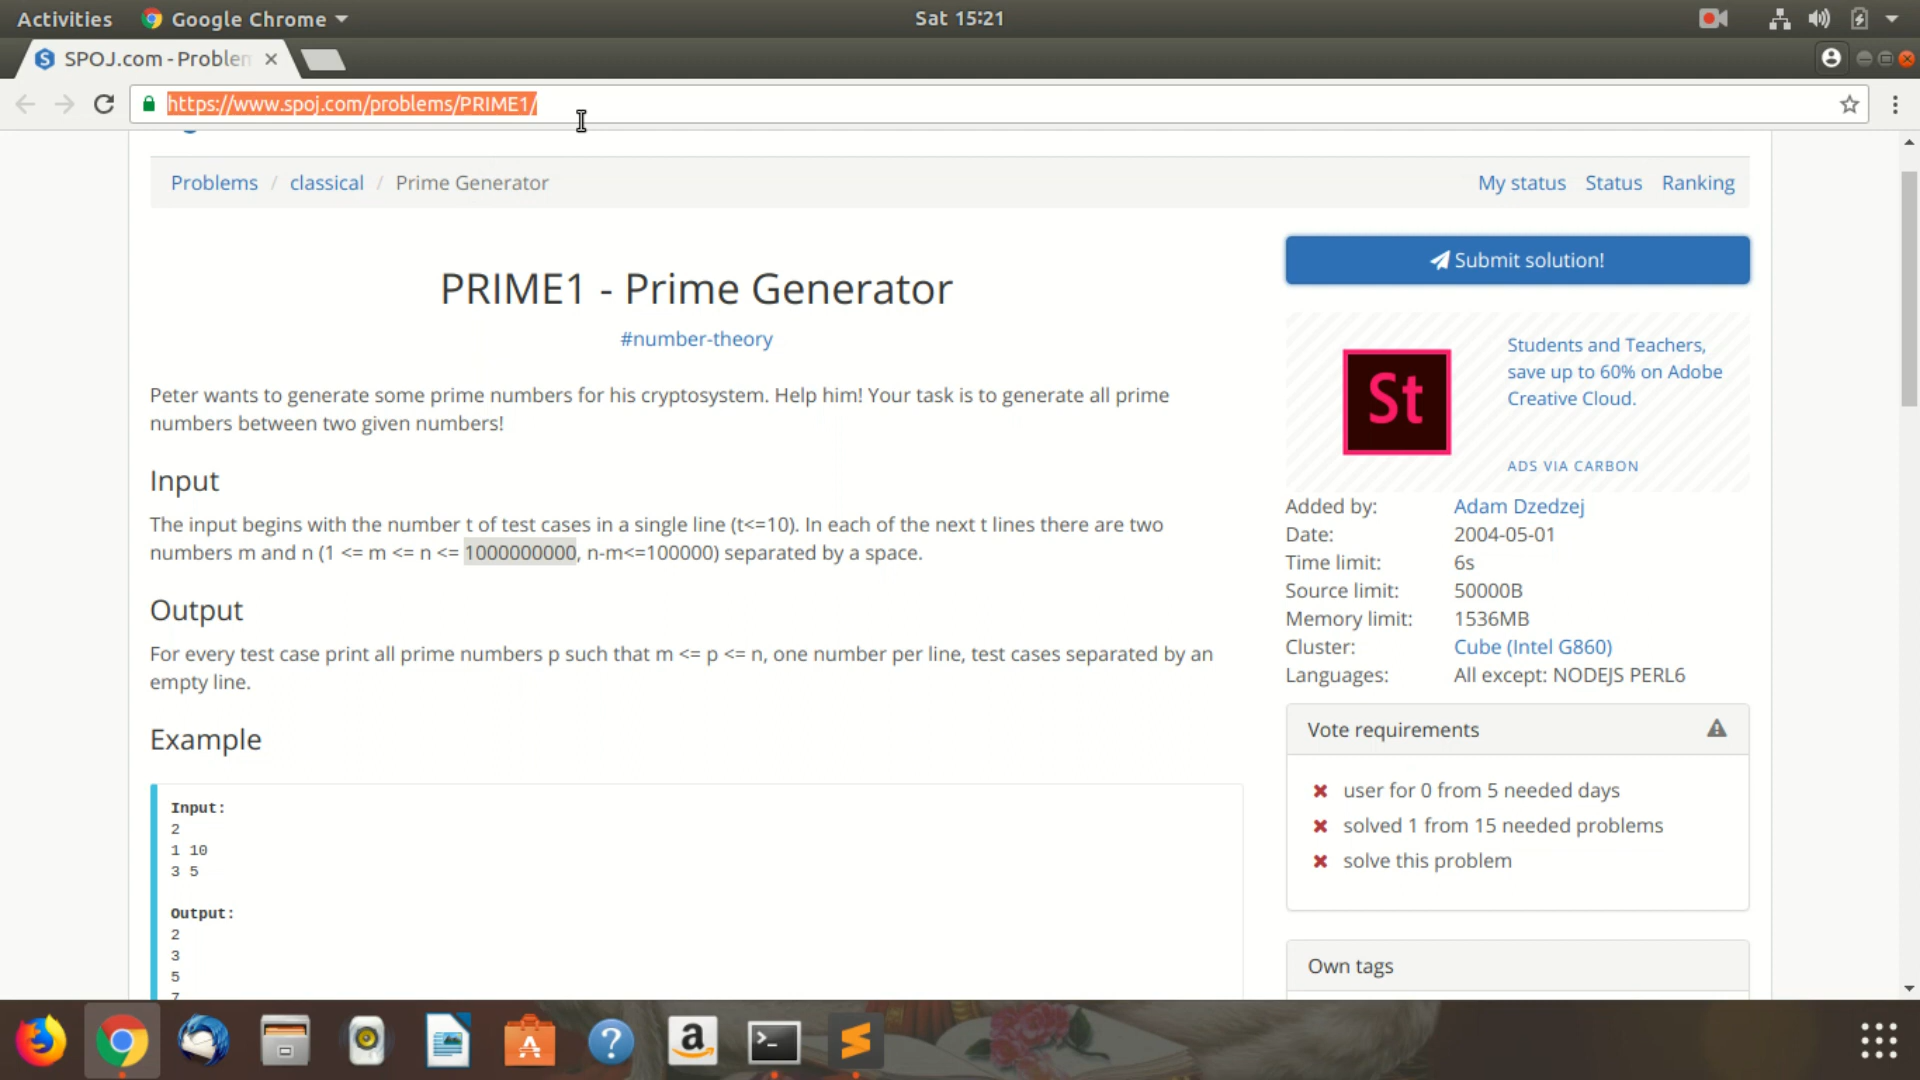 Activities
Google Chrome
Sat 15:21
SPOJ.com - Problem
https://www.spoj.com/problems/PRIME1/
Problems / classical / Prime Generator
My status Status Ranking
Submit solution!
PRIME1 - Prime Generator
#number-theory
Peter wants to generate some prime numbers for his cryptosystem. Help him! Your task is to generate all prime
numbers between two given numbers!
Input
The input begins with the number t of test cases in a single line (t<=10). In each of the next t lines there are two
numbers m and n (1 <= m <= n <= 1000000000, n-m<=100000) separated by a space.
Output
For every test case print all prime numbers p such that m <= p <= n, one number per line, test cases separated by an
empty line.
Example
Input:
2
1 10
3 5
Output:
2
3
5
7
St
Students and Teachers,
save up to 60% on Adobe
Creative Cloud.
ADS VIA CARBON
Added by: Adam Dzedzej
Date: 2004-05-01
Time limit: 6s
Source limit: 50000B
Memory limit: 1536MB
Cluster: Cube (Intel G860)
Languages: All except: NODEJS PERL6
Vote requirements
user for 0 from 5 needed days
solved 1 from 15 needed problems
solve this problem
Own tags